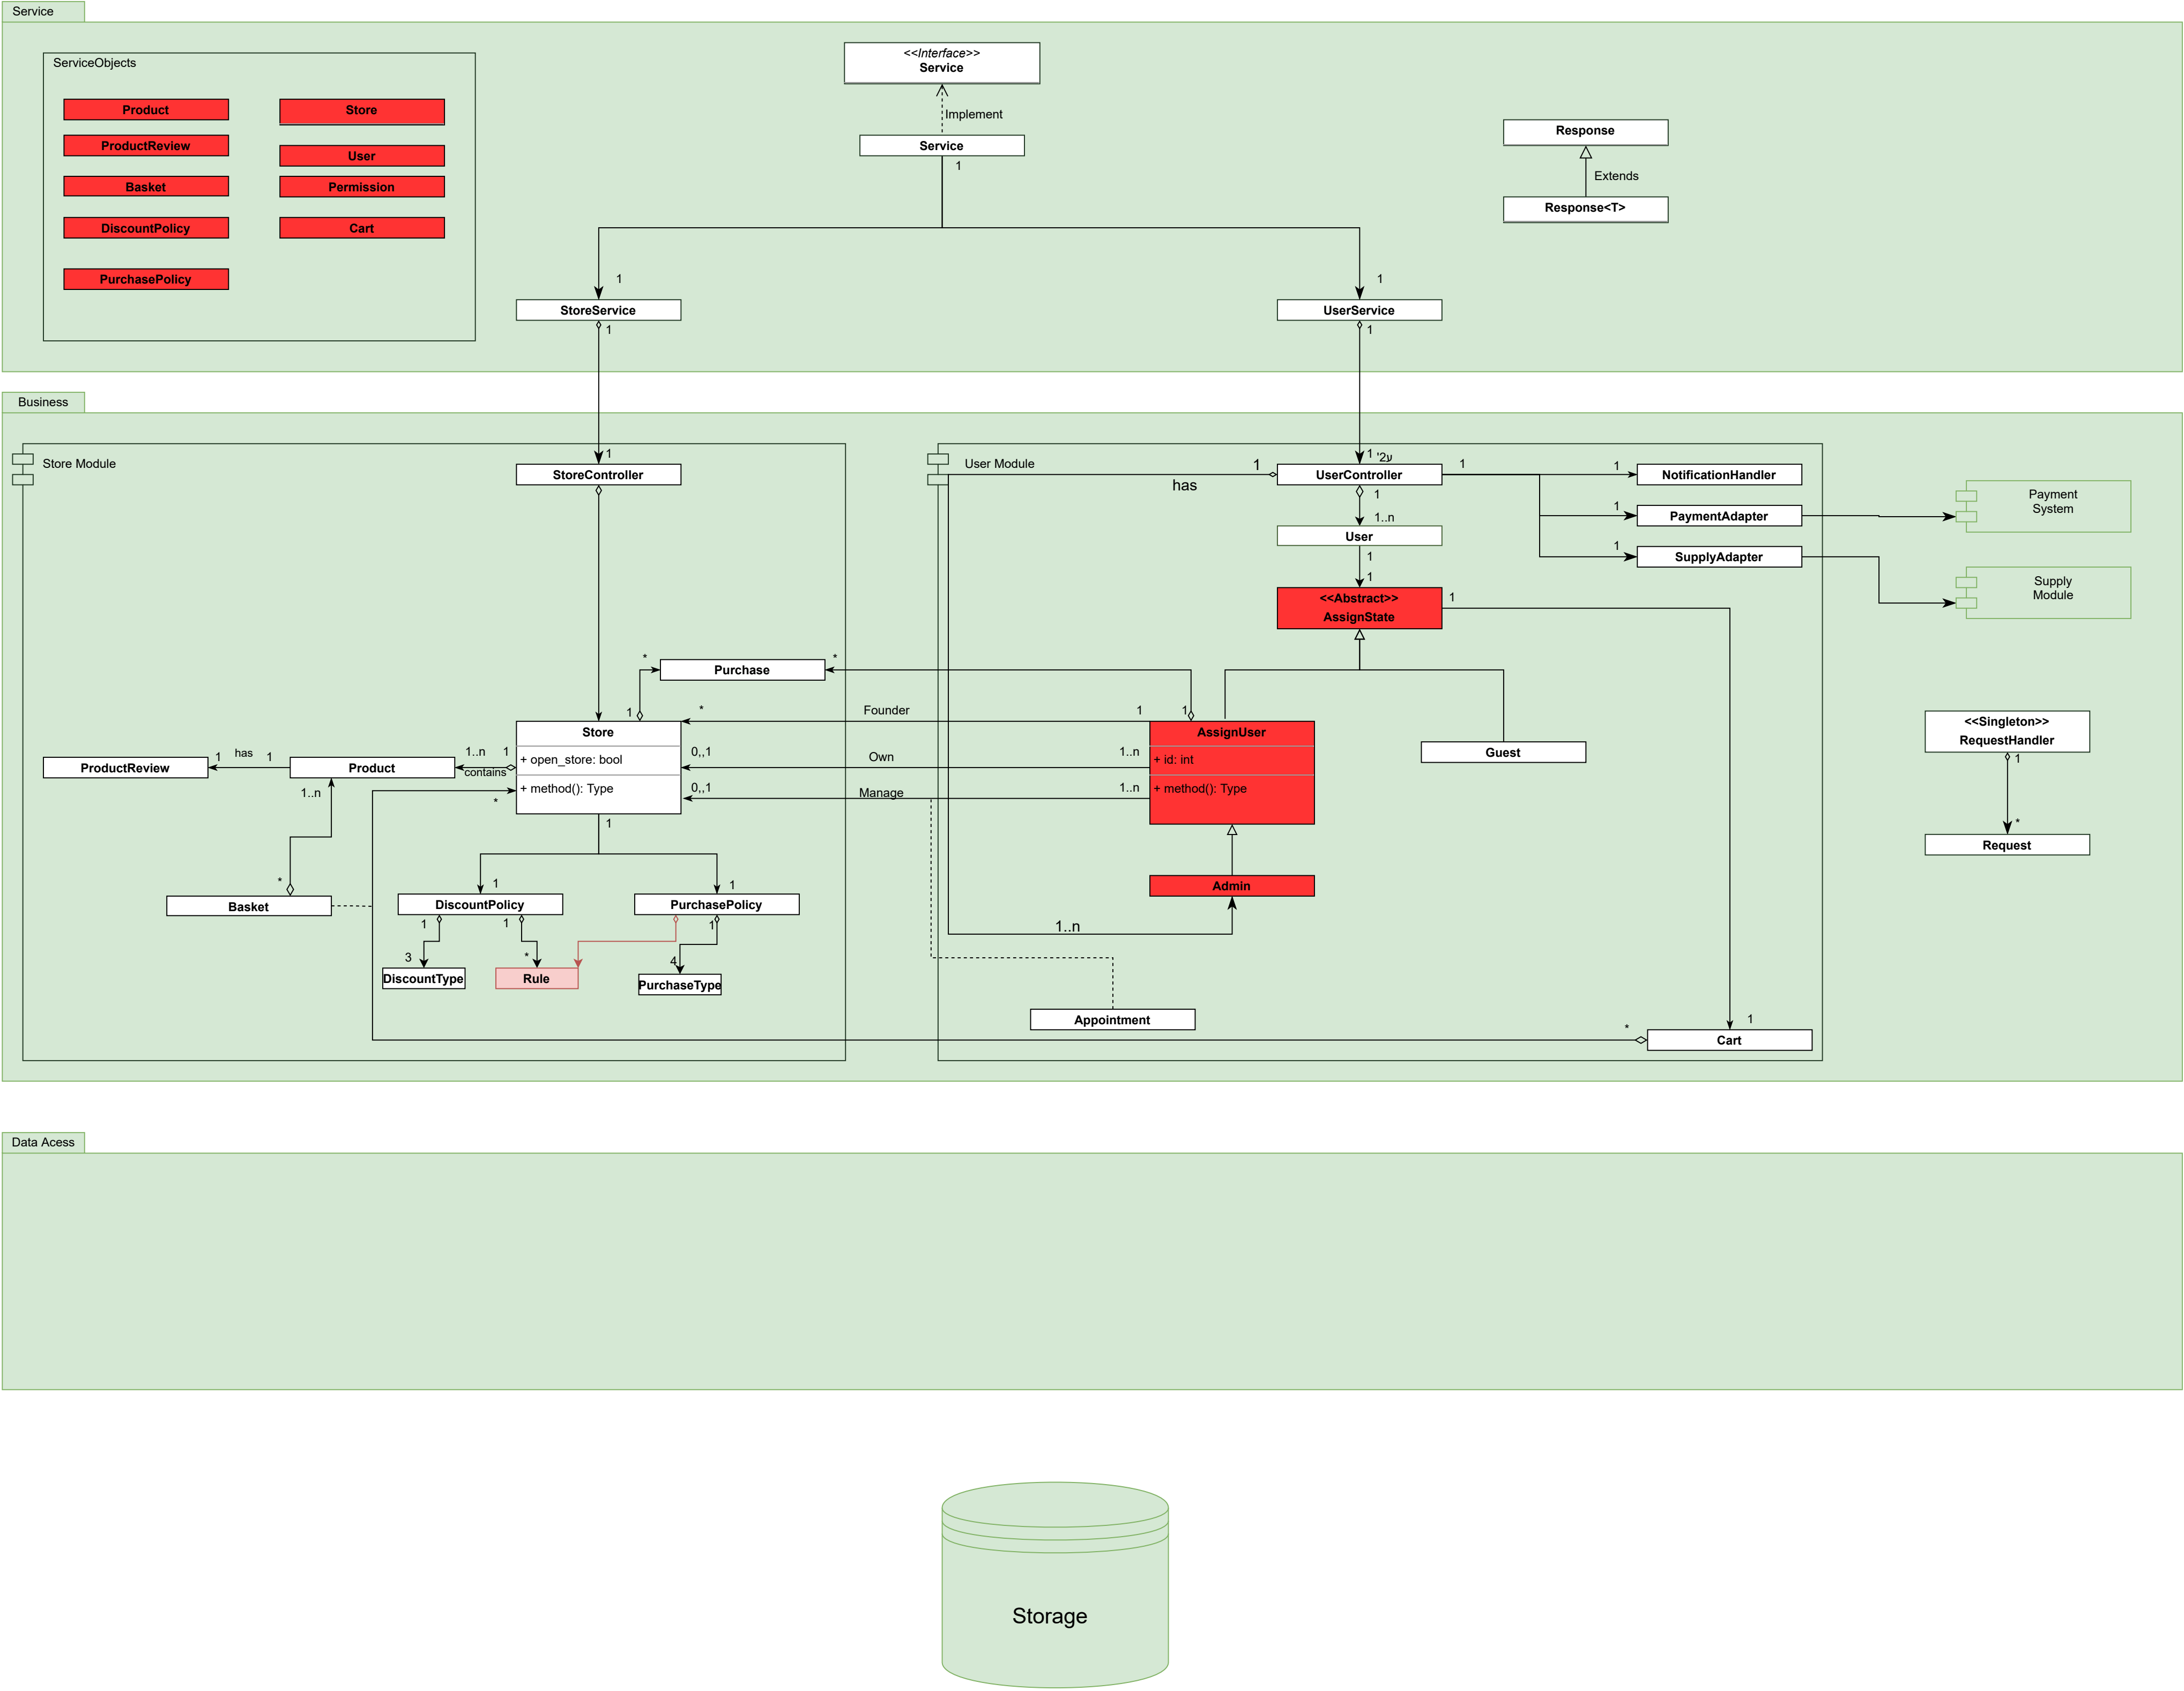 Service
ServiceObjects
Product
Store
ProductReview
User
Basket
Permission
DiscountPolicy
Cart
PurchasePolicy
<<Interface>>
Service
Implement
Service
1
Response
Extends
Response<T>
1
1
StoreService
UserService
1
1
Business
Store Module
1
StoreController
User Module
1
has
1
ע2'
UserController
1
1
NotificationHandler
1
PaymentAdapter
1
SupplyAdapter
Payment
System
Supply
Module
1
1..n
User
1
1
<<Abstract>>
AssignState
1
*
Purchase
*
1
*
Founder
1
1
Store
+ open_store: bool
+ method(): Type
AssignUser
+ id: int
+ method(): Type
0,,1
Own
1..n
0,,1
Manage
1..n
Guest
<<Singleton>>
RequestHandler
1
*
Request
ProductReview
1
has
1
Product
1..n
1
contains
*
1..n
*
Basket
1
1
1
DiscountPolicy
PurchasePolicy
1
1
1
3
*
4
DiscountType
Rule
PurchaseType
Admin
1..n
Appointment
*
1
Cart
Data Acess
Storage